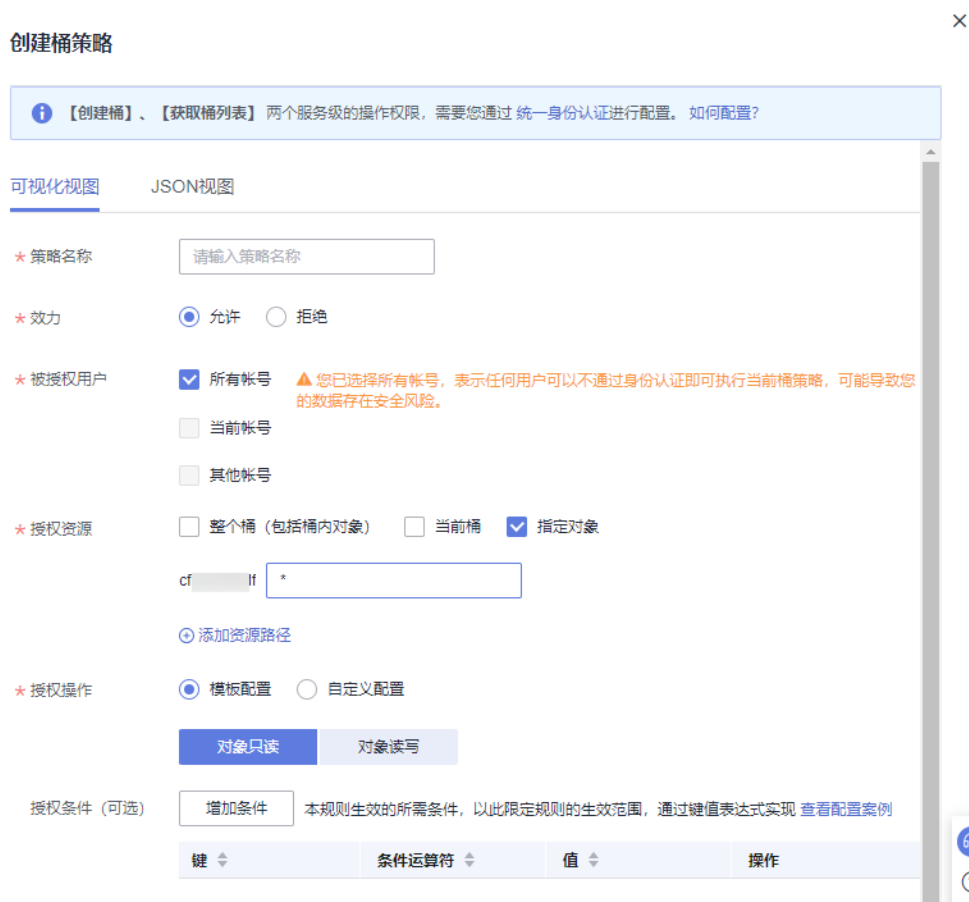 创建桶策略
【创建桶】、【获取桶列表】两个服务级的操作权限，需要您通过 统一身份认证进行配置。 如何配置?
可视化视图 JSON视图
* 策略名称 请输入策略名称
* 效力 允许 拒绝
* 被授权用户 所有帐号 您已选择所有帐号，表示任何用户可以不通过身份认证即可执行当前桶策略，可能导致您
的数据存在安全风险。
当前帐号
其他帐号
* 授权资源 整个桶（包括桶内对象） 当前桶 指定对象
cf lf *
添加资源路径
* 授权操作 模板配置 自定义配置
对象只读 对象读写
授权条件（可选） 增加条件 本规则生效的所需条件，以此限定规则的生效范围，通过键值表达式实现 查看配置案例
键 条件运算符 值 操作